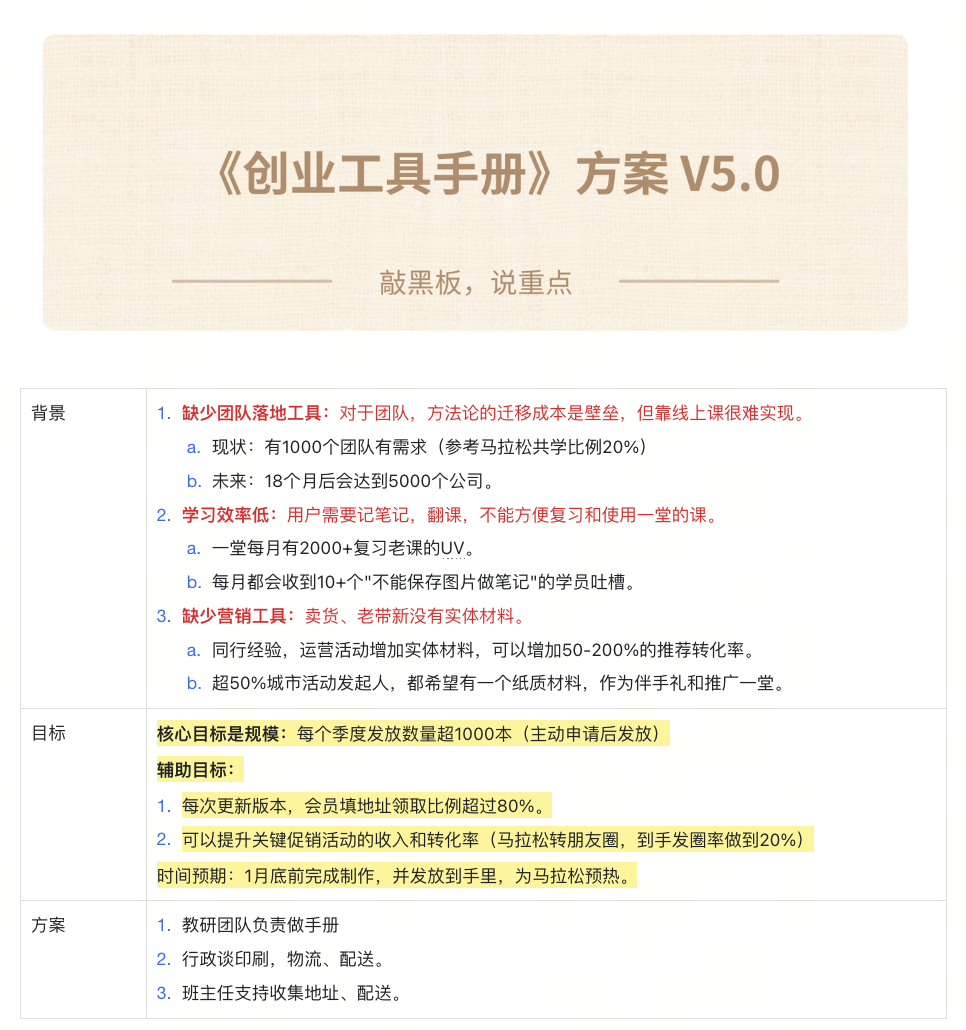 《创业工具手册》方案 V5.0
敲黑板，说重点
背景
1. 缺少团队落地工具：对于团队，方法论的迁移成本是壁垒，但靠线上课很难实现。
a. 现状：有1000个团队有需求（参考马拉松共学比例20%）
b. 未来：18个月后会达到5000个公司。
2. 学习效率低：用户需要记笔记，翻课，不能方便复习和使用一堂的课。
a. 一堂每月有2000+复习老课的UV。
b. 每月都会收到10+个"不能保存图片做笔记"的学员吐槽。
3. 缺少营销工具：卖货、老带新没有实体材料。
a. 同行经验，运营活动增加实体材料，可以增加50-200%的推荐转化率。
b. 超50%城市活动发起人，都希望有一个纸质材料，作为伴手礼和推广一堂。
目标
核心目标是规模：每个季度发放数量超1000本（主动申请后发放）
辅助目标：
1. 每次更新版本，会员填地址领取比例超过80%。
2. 可以提升关键促销活动的收入和转化率（马拉松转朋友圈，到手发圈率做到20%）
时间预期：1月底前完成制作，并发放到手里，为马拉松预热。
方案
1. 教研团队负责做手册
2. 行政谈印刷，物流、配送。
3. 班主任支持收集地址、配送。